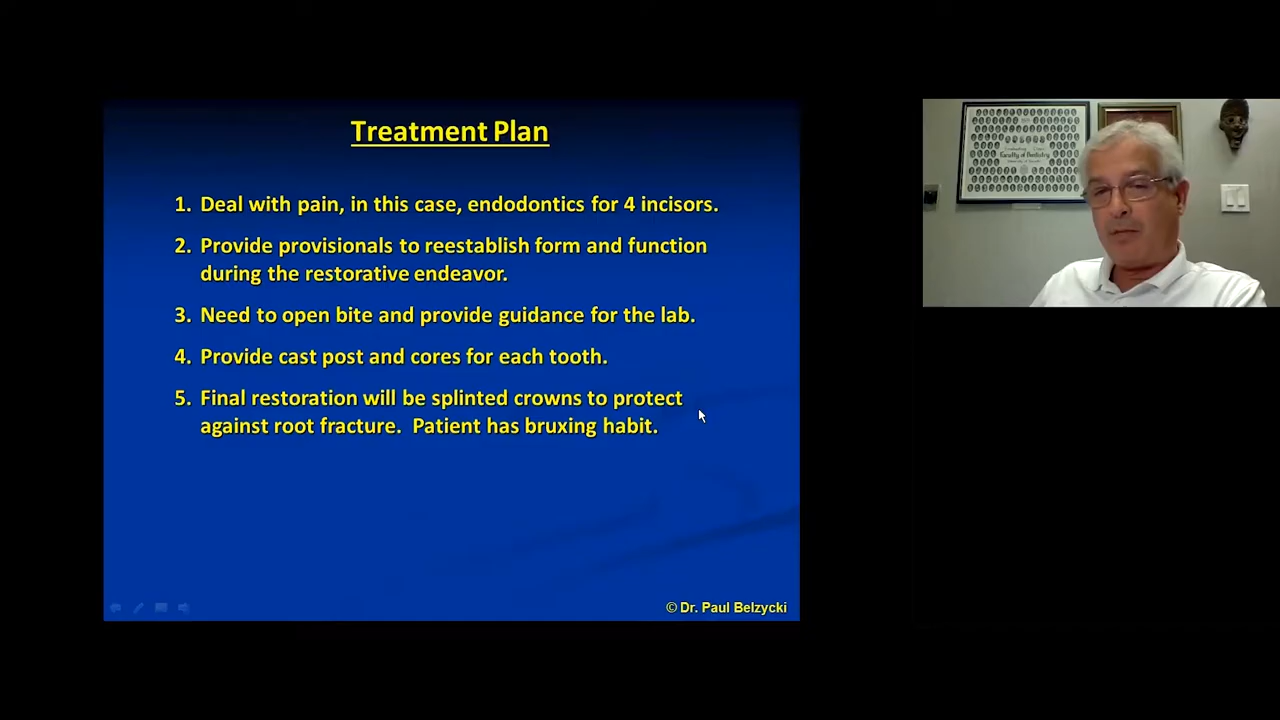 Treatment Plan
1. Deal with pain, in this case, endodontics for 4 incisors.
2. Provide provisionals to reestablish form and function
during the restorative endeavor.
3. Need to open bite and provide guidance for the lab.
4. Provide cast post and cores for each tooth.
5. Final restoration will be splinted crowns to protect
against root fracture. Patient has bruxing habit.
© Dr. Paul Belzycki
Faculty of Dentistry